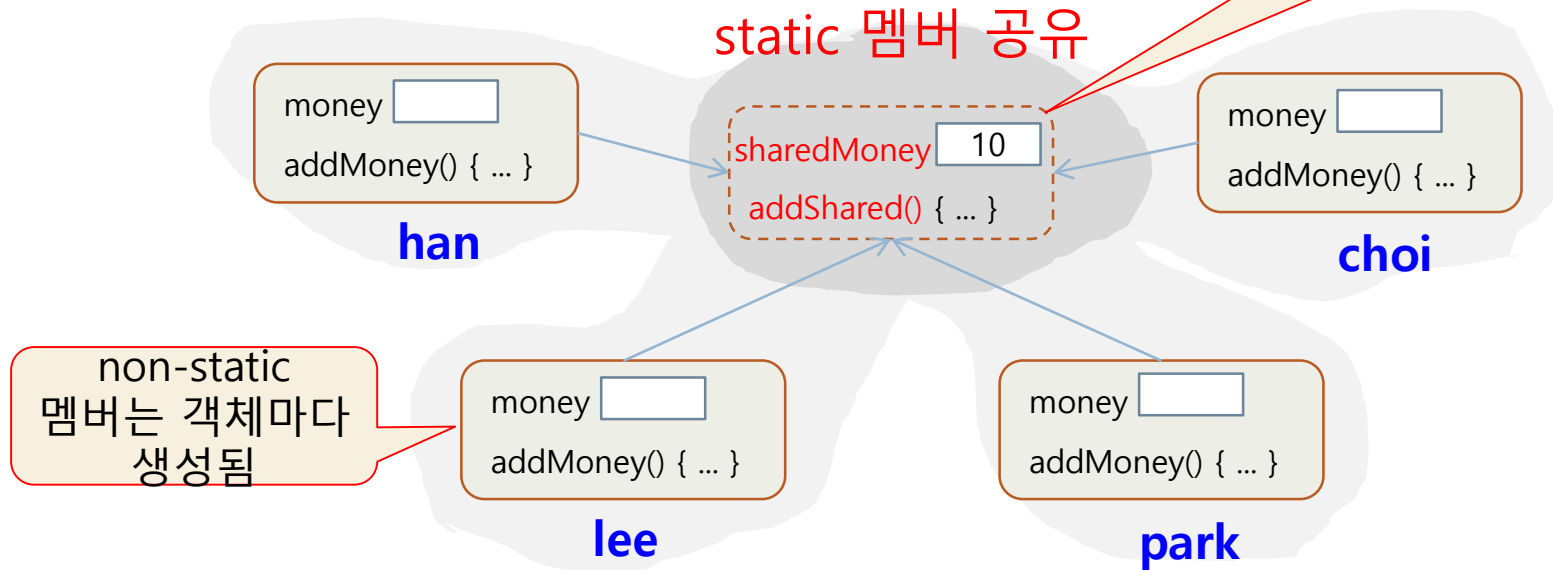 static 멤버 공유
money
addMoney() { ... }
han
sharedMoney 10
addShared() { ... }
money
addMoney() { ... }
choi
non-static
멤버는 객체마다
생성됨
money
addMoney() { ... }
lee
money
addMoney() { ... }
park